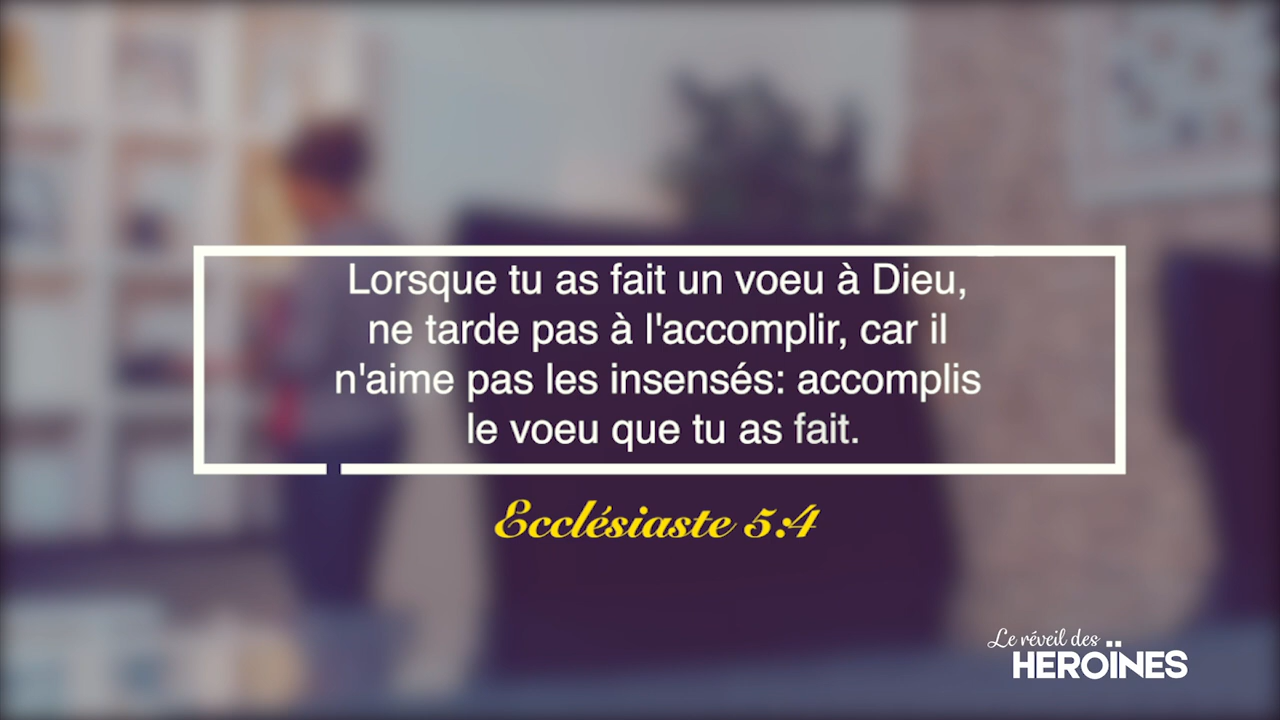 Lorsque tu as fait un voeu à Dieu,
ne tarde pas à l'accomplir, car il
n'aime pas les insensés: accomplis
le voeu que tu as fait.
Ecclésiaste 5:4
Le réveil des
HEROÏNES